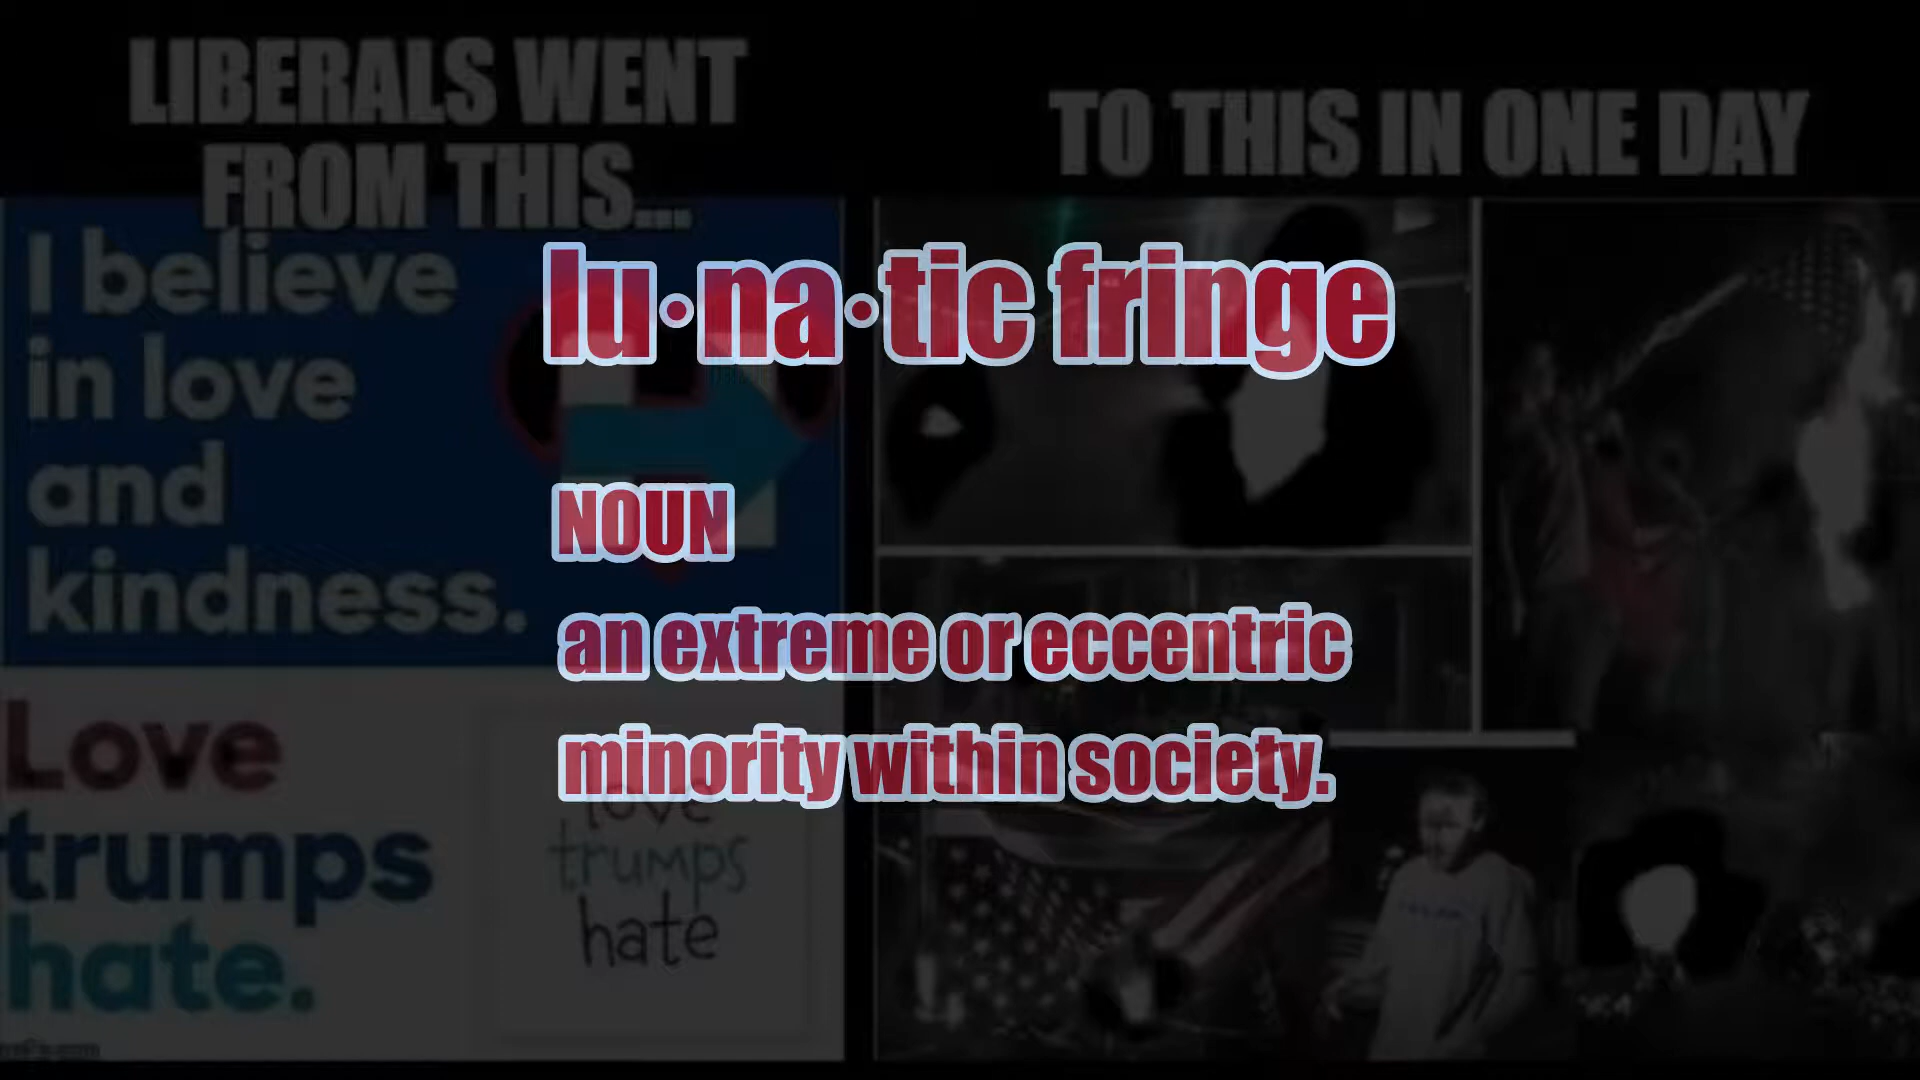 LIBERALS WENT
FROM THIS...
TO THIS IN ONE DAY
I believe
in love
and
kindness.
lu•na•tic fringe
NOUN
an extreme or eccentric
minority within society.
Love
trumps
hate.
love
trumps
hate